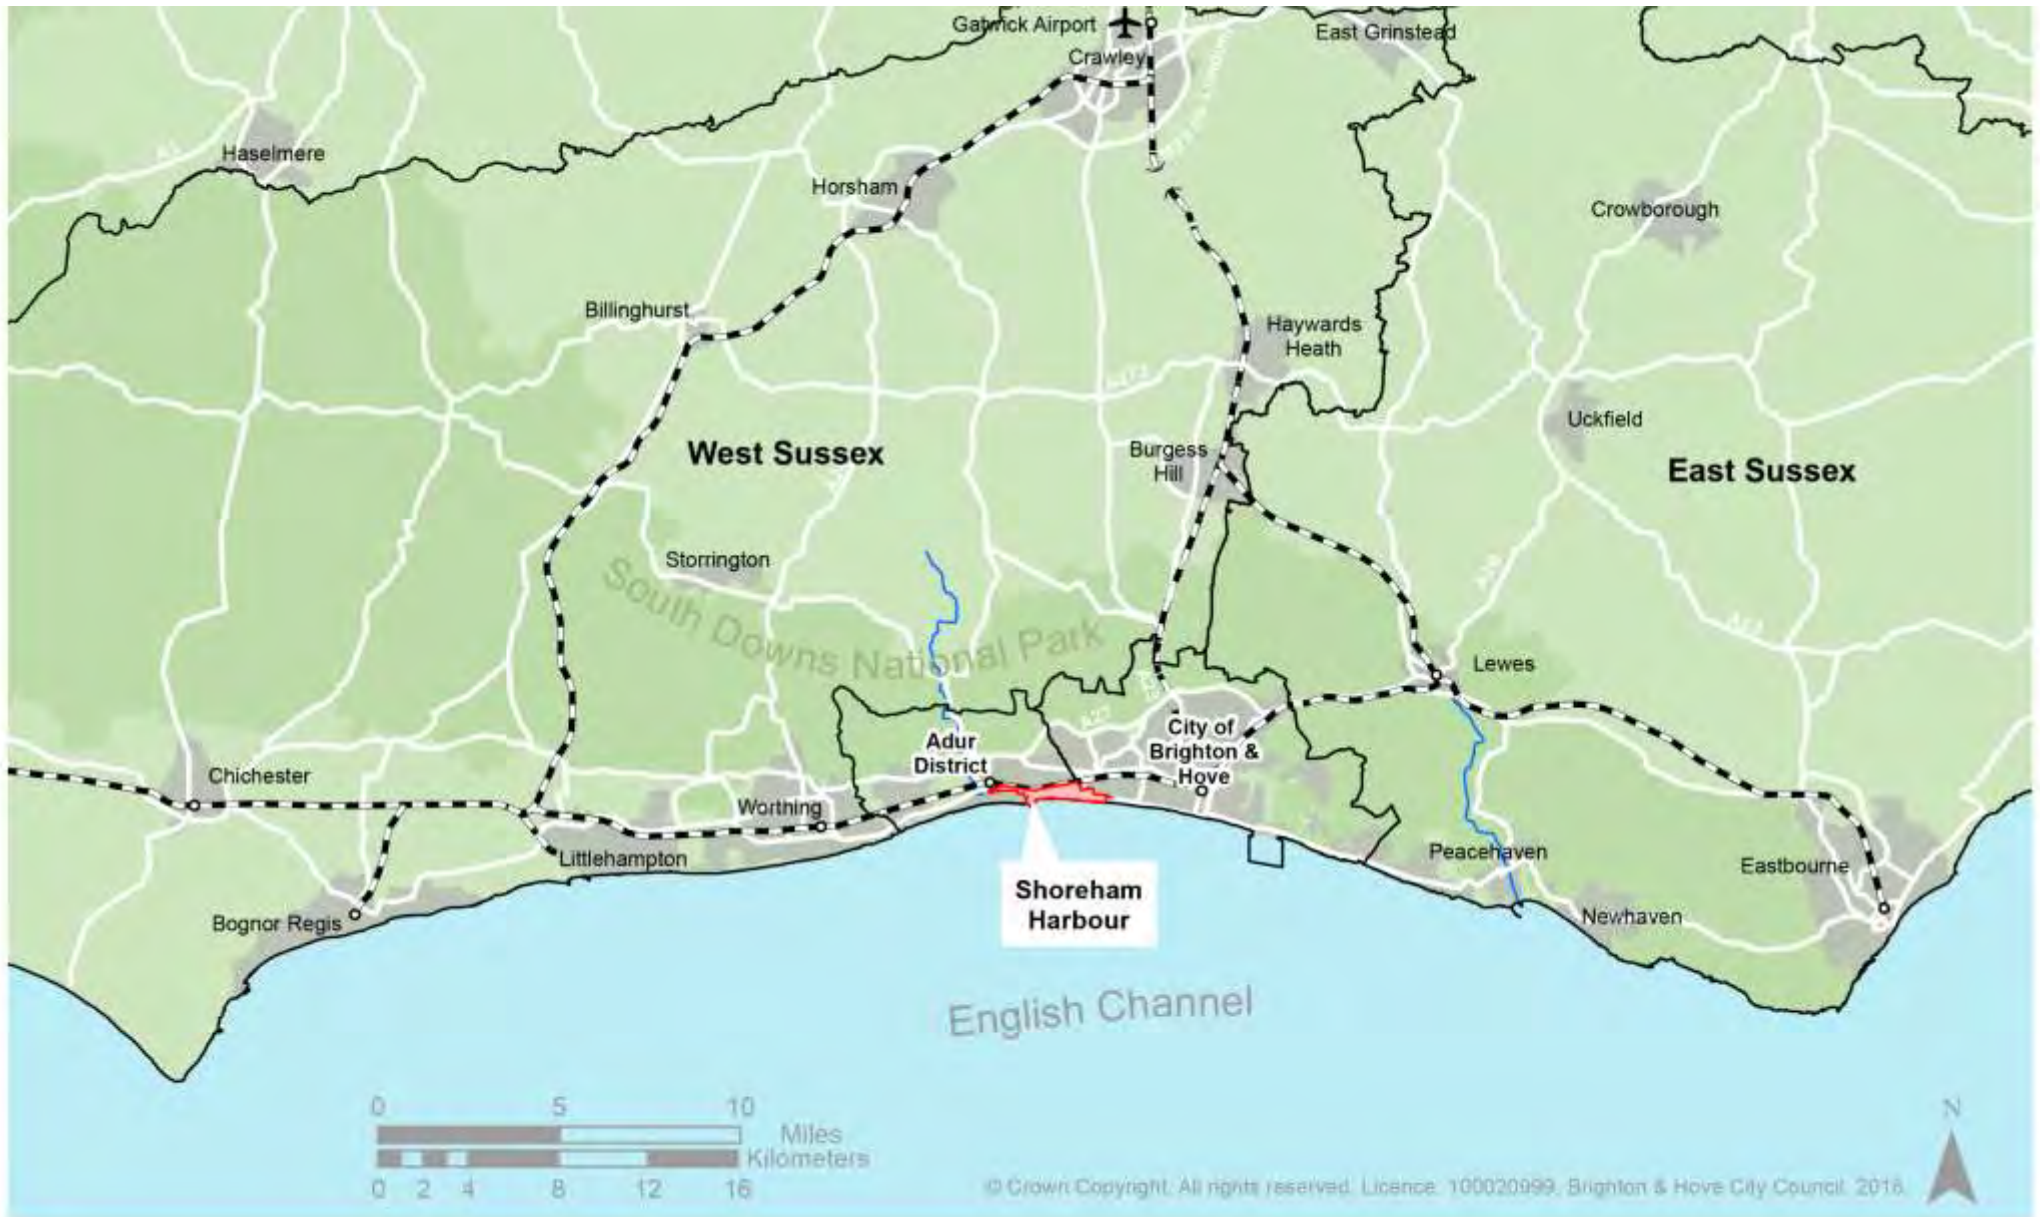 Gatwick Airport
East Grinstead
Crawley
Haselmere
Horsham
Crowborough
Billinghurst
Haywards
Heath
A272
Uckfield
West Sussex
Burgess
Hill
East Sussex
Storrington
South Downs National Park
Lewes
A27
City of
Brighton &
Hove
Adur
District
Chichester
Worthing
Littlehampton
Peacehaven
Eastbourne
Shoreham
Harbour
Bognor Regis
Newhaven
English Channel
0 5 10
Miles
Kilometers
0 2 4 8 12 16
N
© Crown Copyright. All rights reserved. Licence: 100020999, Brighton & Hove City Council. 2016.